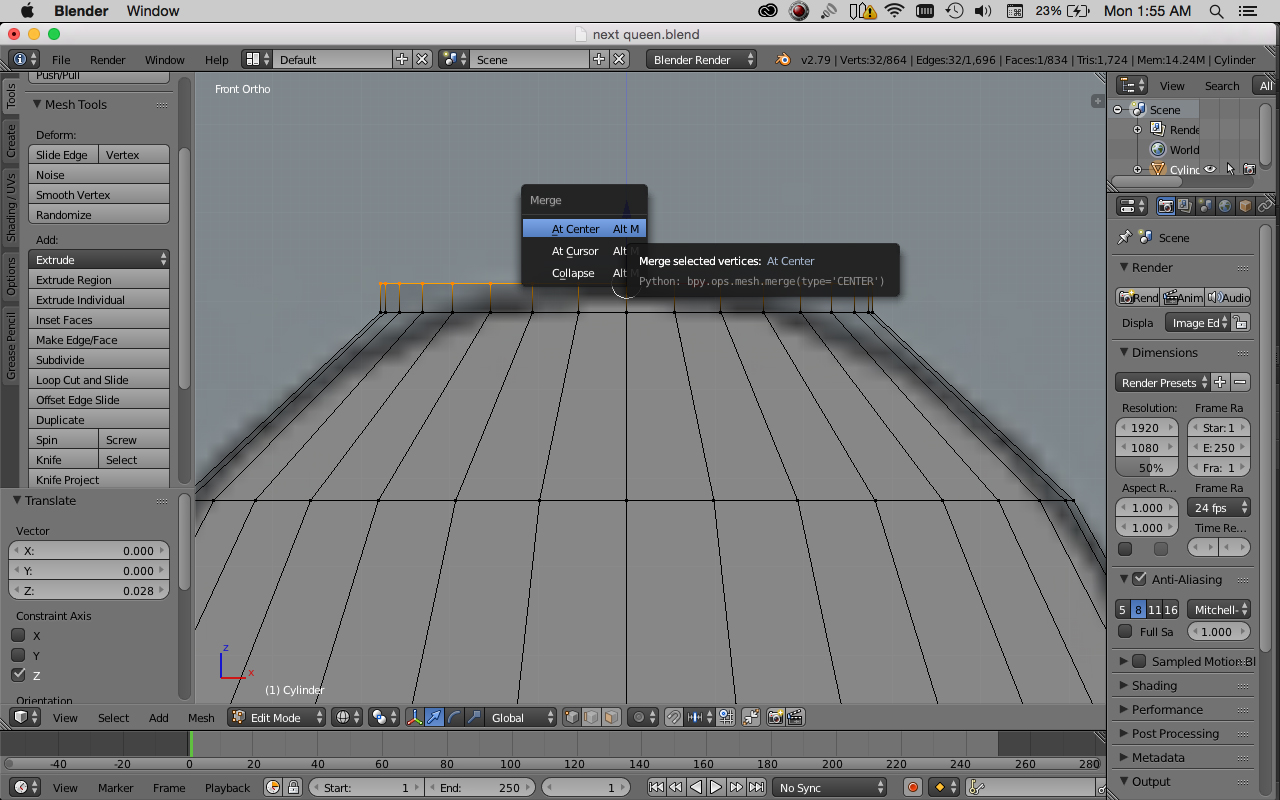 Blender Window 23% Mon 1:55 AM
next queen.blend
File Render Window Help Default Scene Blender Render v2.79 | Verts:32/864 | Edges:32/1,696 | Faces:1/834 | Tris:1,724 | Mem:14.24M | Cylinder
Push/Pull
Mesh Tools
Deform:
Slide Edge Vertex
Noise
Smooth Vertex
Randomize
Add:
Extrude
Extrude Region
Extrude Individual
Inset Faces
Make Edge/Face
Subdivide
Loop Cut and Slide
Offset Edge Slide
Duplicate
Spin Screw
Knife Select
Knife Project
Tools
Create
Shading / UVs
Options
Grease Pencil
Translate
Vector
X: 0.000
Y: 0.000
Z: 0.028
Constraint Axis
X
Y
Z
Orientation
Front Ortho
Merge
At Center Alt M
At Cursor Alt M
Collapse Alt
Merge selected vertices: At Center
Python: bpy.ops.mesh.merge(type='CENTER')
z
x
(1) Cylinder
View Select Add Mesh Edit Mode Global
-40 -20 0 20 40 60 80 100 120 140 160 180 200 220 240 260 280
View Marker Frame Playback Start: 1 End: 250 1 No Sync
View Search All
Scene
Rende
World
Cylinc
Scene
Render
Rend Anim Audio
Displa Image Ed
Dimensions
Render Presets
Resolution: Frame Ra
1920 Star: 1
1080 E: 250
50% Fra: 1
Aspect R... Frame Ra
1.000 24 fps
1.000 Time Re...
Anti-Aliasing
5 8 11 16 Mitchell-
Full Sa 1.000
Sampled Motion Bl
Shading
Performance
Post Processing
Metadata
Output